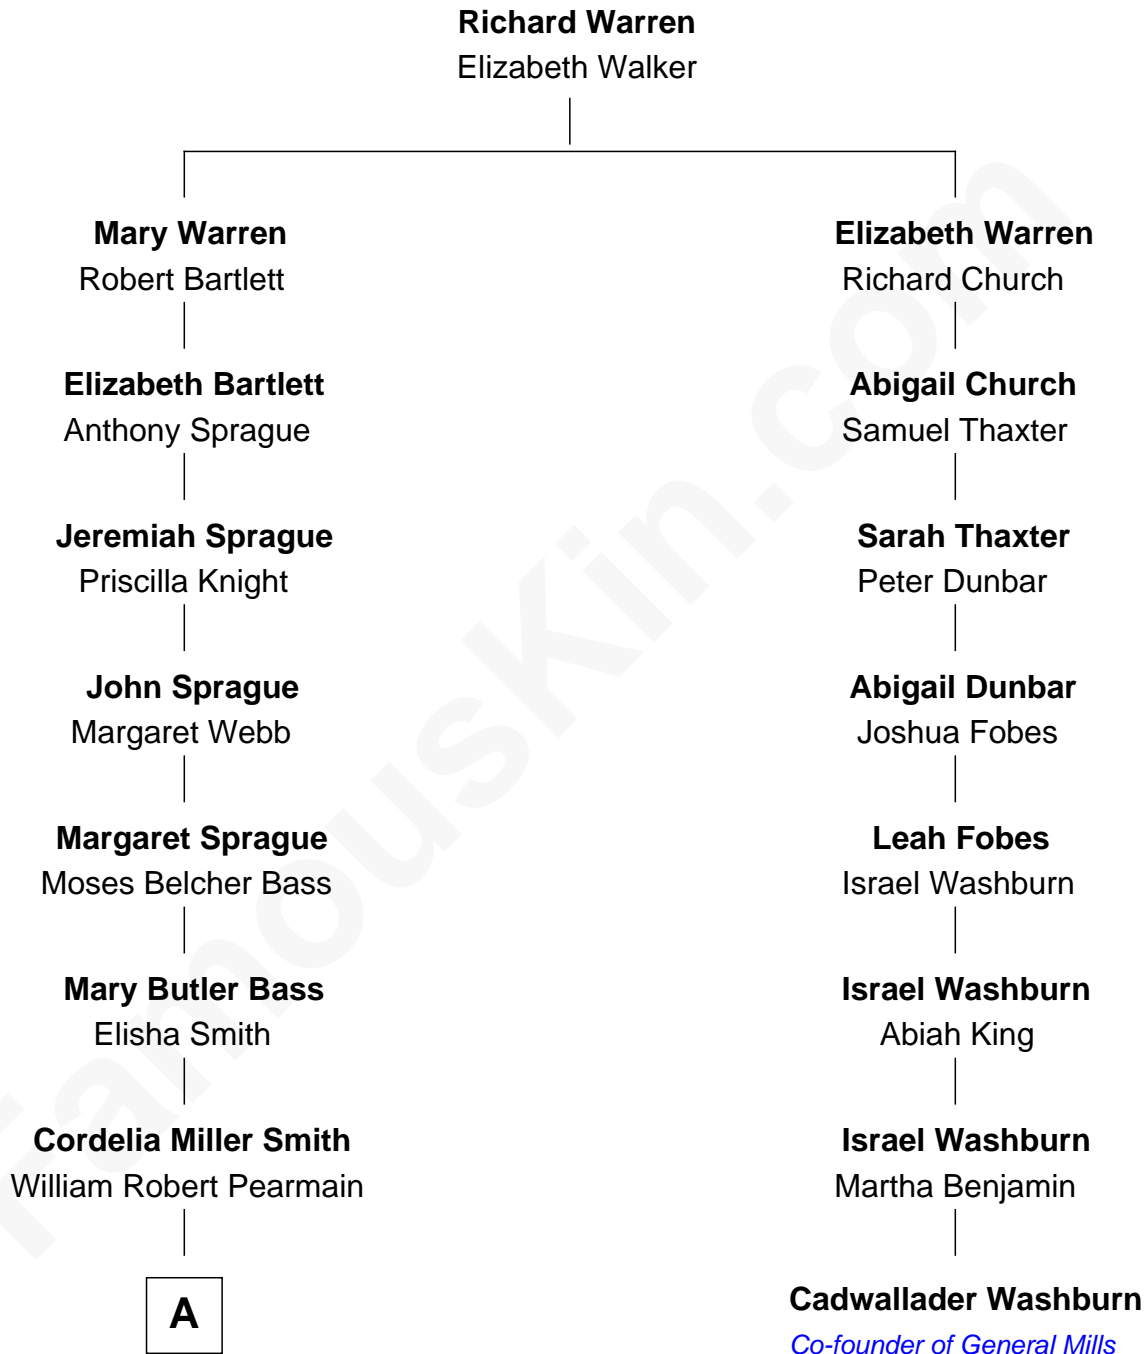 Richard Warren
Elizabeth Walker
Mary Warren
Robert Bartlett
Elizabeth Warren
Richard Church
Elizabeth Bartlett
Anthony Sprague
Abigail Church
Samuel Thaxter
Jeremiah Sprague
Priscilla Knight
Sarah Thaxter
Peter Dunbar
John Sprague
Margaret Webb
Abigail Dunbar
Joshua Fobes
Margaret Sprague
Moses Belcher Bass
Leah Fobes
Israel Washburn
Mary Butler Bass
Elisha Smith
Israel Washburn
Abiah King
Cordelia Miller Smith
William Robert Pearmain
Israel Washburn
Martha Benjamin
A
Cadwallader Washburn
Co-founder of General Mills
FamousKin.com